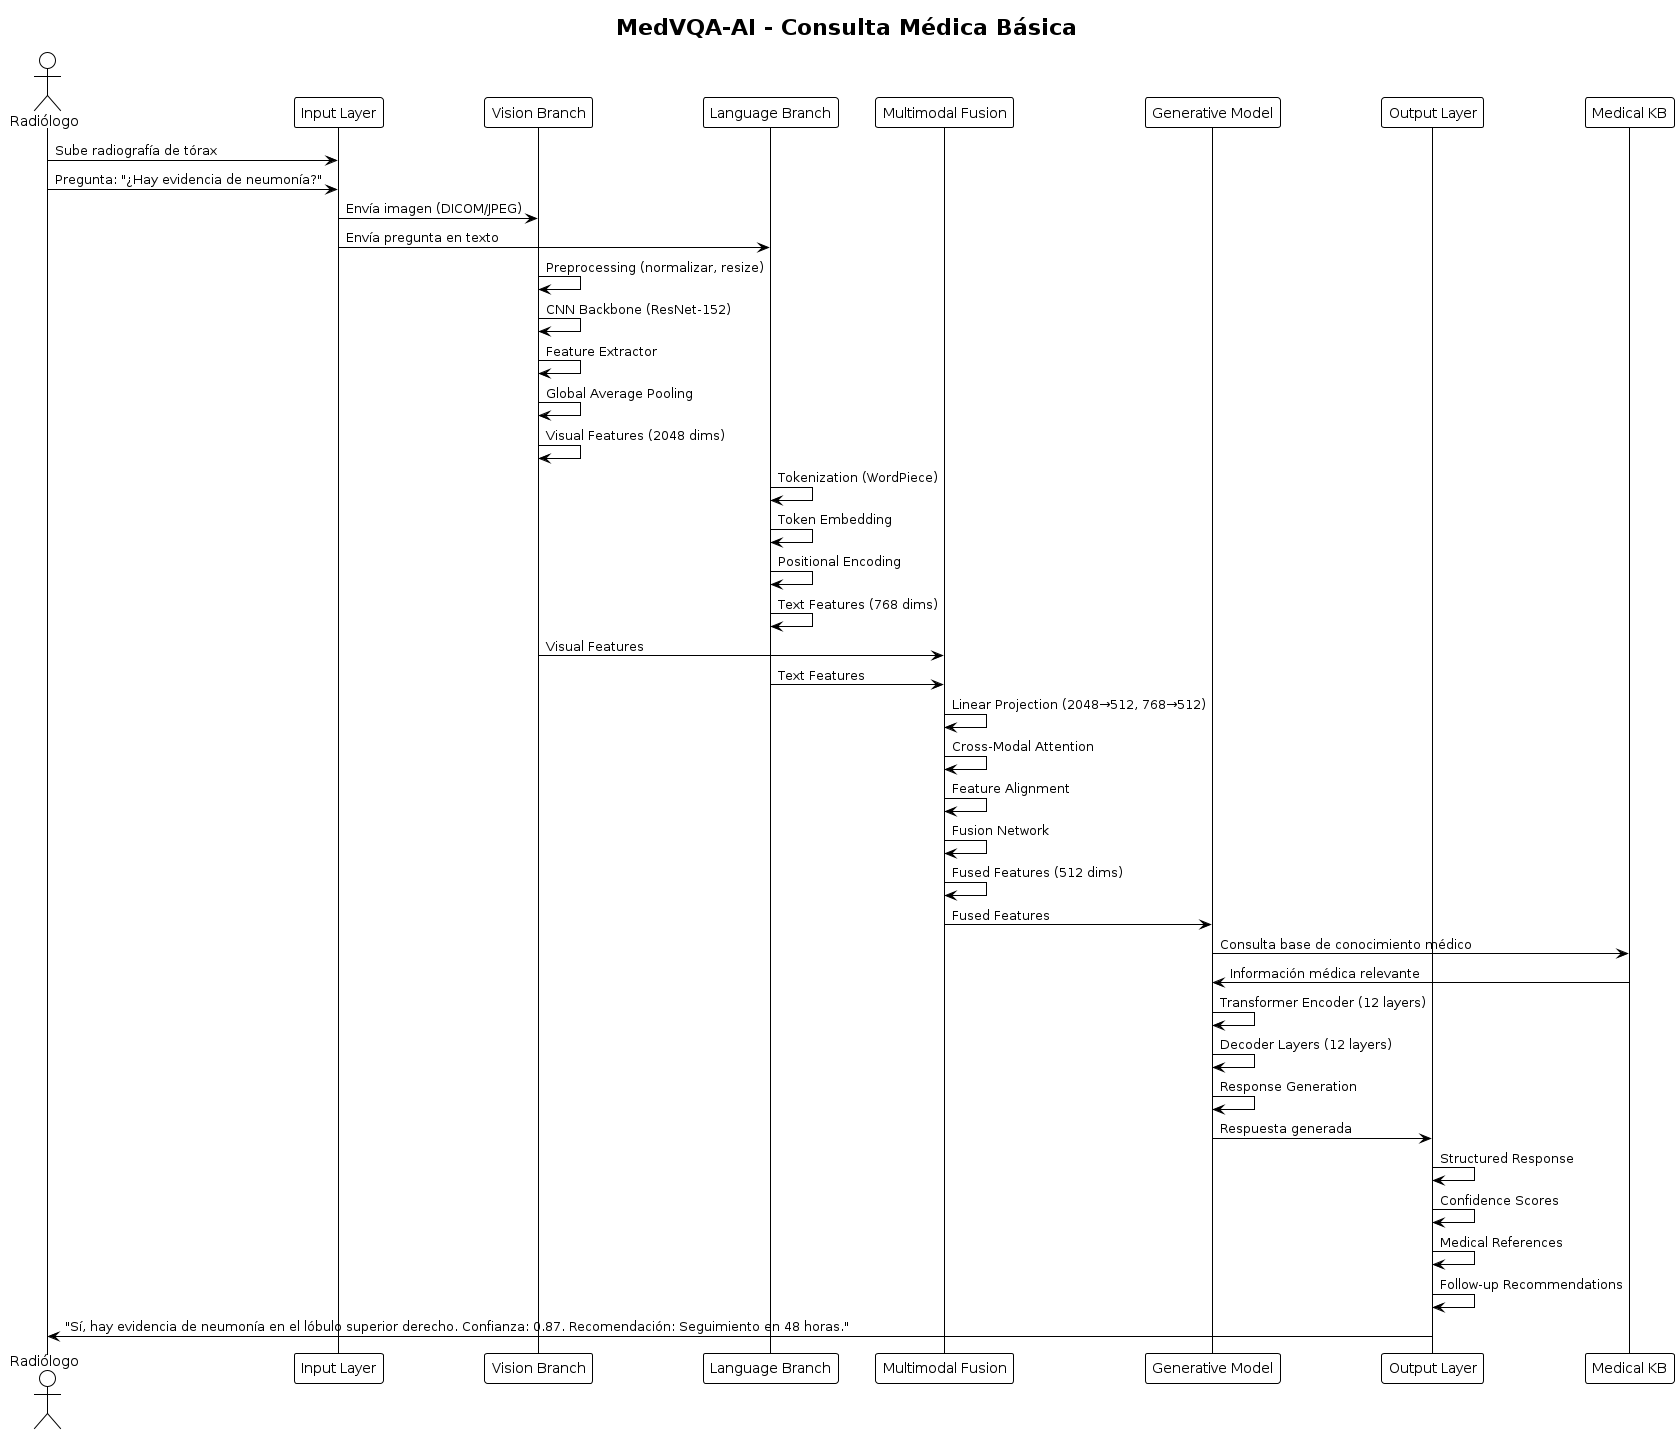 MedVQA-AI - Consulta Médica Básica
Radiólogo
Input Layer
Vision Branch
Language Branch
Multimodal Fusion
Generative Model
Output Layer
Medical KB
Sube radiografía de tórax
Pregunta: "¿Hay evidencia de neumonía?"
Envía imagen (DICOM/JPEG)
Envía pregunta en texto
Preprocessing (normalizar, resize)
CNN Backbone (ResNet-152)
Feature Extractor
Global Average Pooling
Visual Features (2048 dims)
Tokenization (WordPiece)
Token Embedding
Positional Encoding
Text Features (768 dims)
Visual Features
Text Features
Linear Projection (2048→512, 768→512)
Cross-Modal Attention
Feature Alignment
Fusion Network
Fused Features (512 dims)
Fused Features
Consulta base de conocimiento médico
Información médica relevante
Transformer Encoder (12 layers)
Decoder Layers (12 layers)
Response Generation
Respuesta generada
Structured Response
Confidence Scores
Medical References
Follow-up Recommendations
"Sí, hay evidencia de neumonía en el lóbulo superior derecho. Confianza: 0.87. Recomendación: Seguimiento en 48 horas."
Radiólogo
Input Layer
Vision Branch
Language Branch
Multimodal Fusion
Generative Model
Output Layer
Medical KB